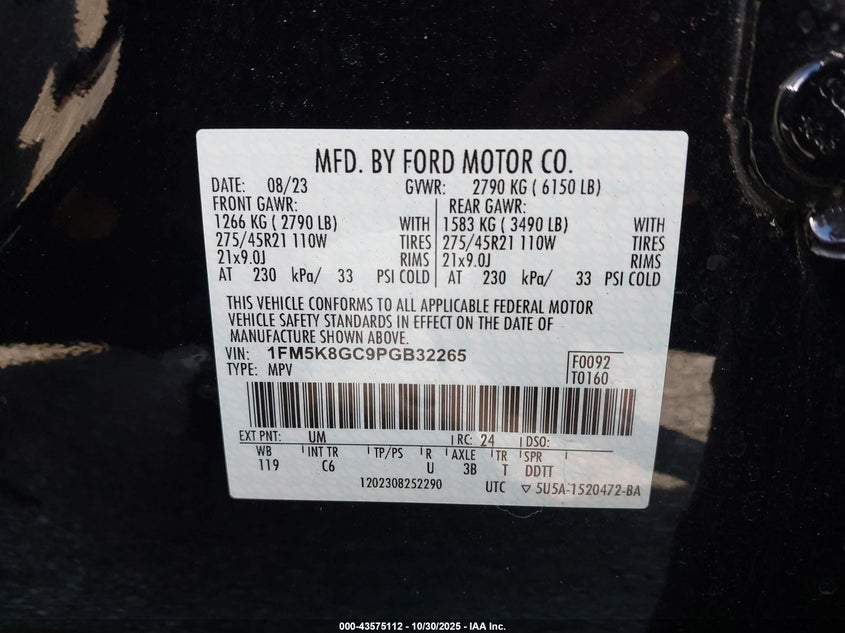 MFD. BY FORD MOTOR CO.
DATE: 08/23 GVWR: 2790 KG ( 6150 LB)
FRONT GAWR: REAR GAWR:
1266 KG ( 2790 LB) WITH 1583 KG ( 3490 LB) WITH
275/45R21 110W TIRES 275/45R21 110W TIRES
21x9.0J RIMS 21x9.0J RIMS
AT 230 kPa/ 33 PSI COLD AT 230 kPa/ 33 PSI COLD
THIS VEHICLE CONFORMS TO ALL APPLICABLE FEDERAL MOTOR
VEHICLE SAFETY STANDARDS IN EFFECT ON THE DATE OF
MANUFACTURE SHOWN ABOVE.
VIN: 1FM5K8GC9PGB32265 F0092
TYPE: MPV T0160
EXT PNT: UM RC: 24 DSO:
WB INT TR TP/PS R AXLE TR SPR
119 C6 U 3B T DDTT
1202308252290 UTC ▽ 5U5A-1520472-BA
000-43575112 - 10/30/2025 - IAA Inc.